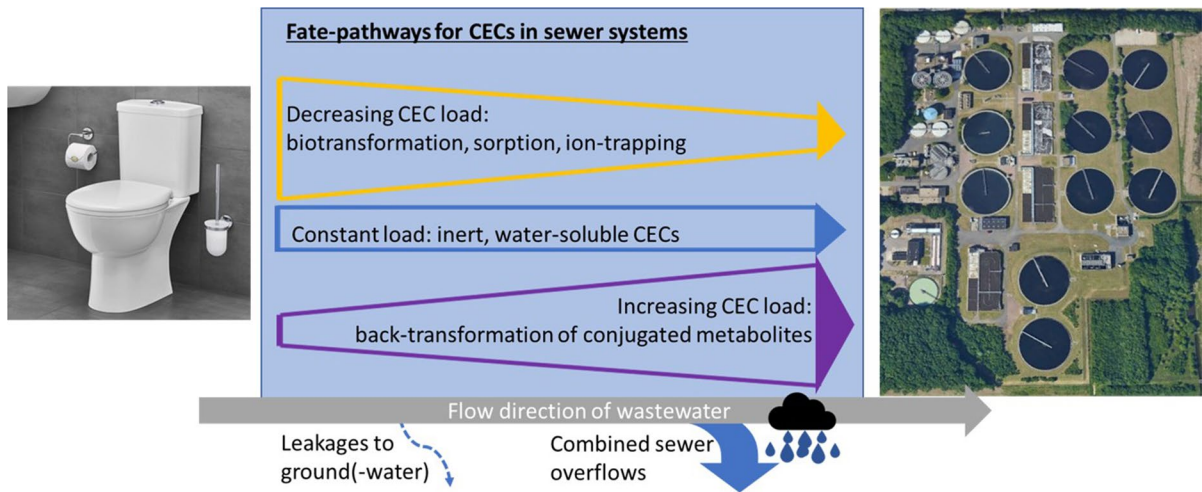 Fate-pathways for CECs in sewer systems
Decreasing CEC load:
biotransformation, sorption, ion-trapping
Constant load: inert, water-soluble CECs
Increasing CEC load:
back-transformation of conjugated metabolites
Flow direction of wastewater
Leakages to
ground(-water)
Combined sewer
overflows